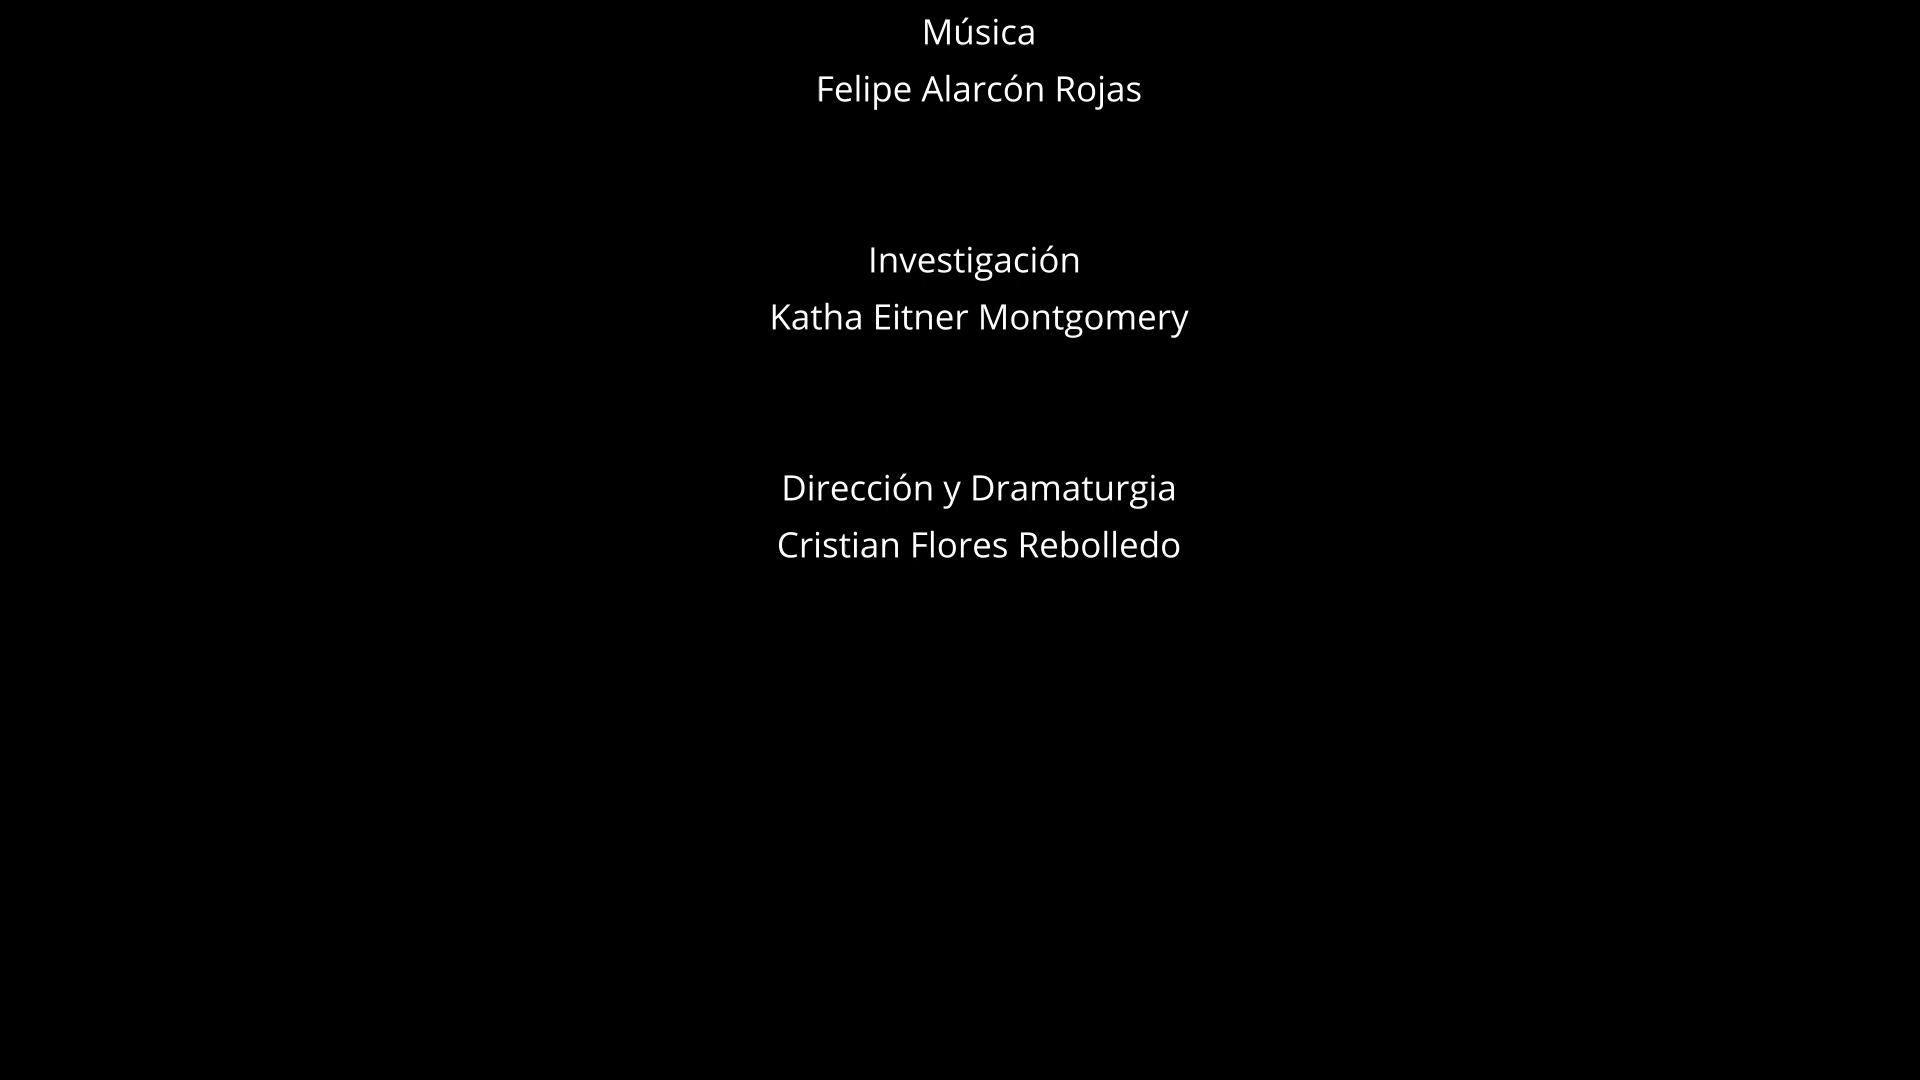 Música
Felipe Alarcón Rojas
Investigación
Katha Eitner Montgomery
Dirección y Dramaturgia
Cristian Flores Rebolledo